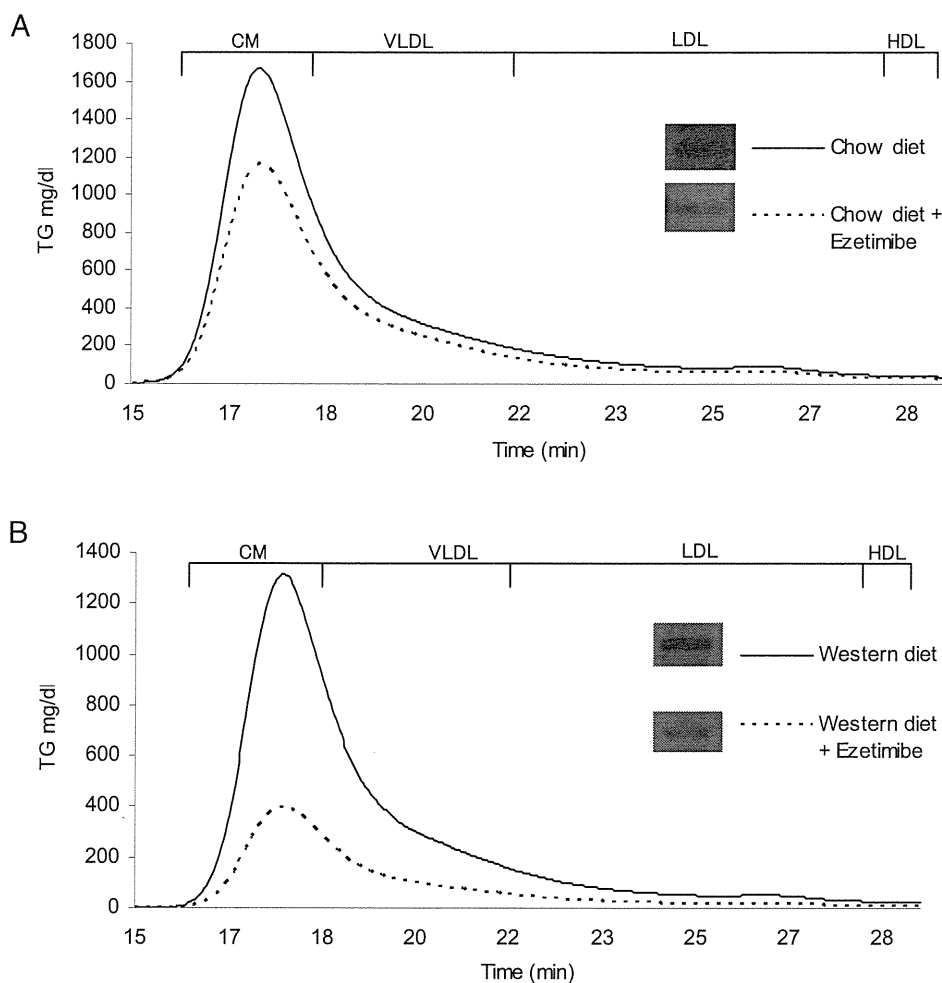 A
CM VLDL LDL HDL
1800
1600
1400
1200
1000
800
600
400
200
0
TG mg/dl
Chow diet
Chow diet +
Ezetimibe
15 17 18 20 22 23 25 27 28
Time (min)
B
CM VLDL LDL HDL
1400
1200
1000
800
600
400
200
0
TG mg/dl
Western diet
Western diet
+ Ezetimibe
15 17 18 20 22 23 25 27 28
Time (min)